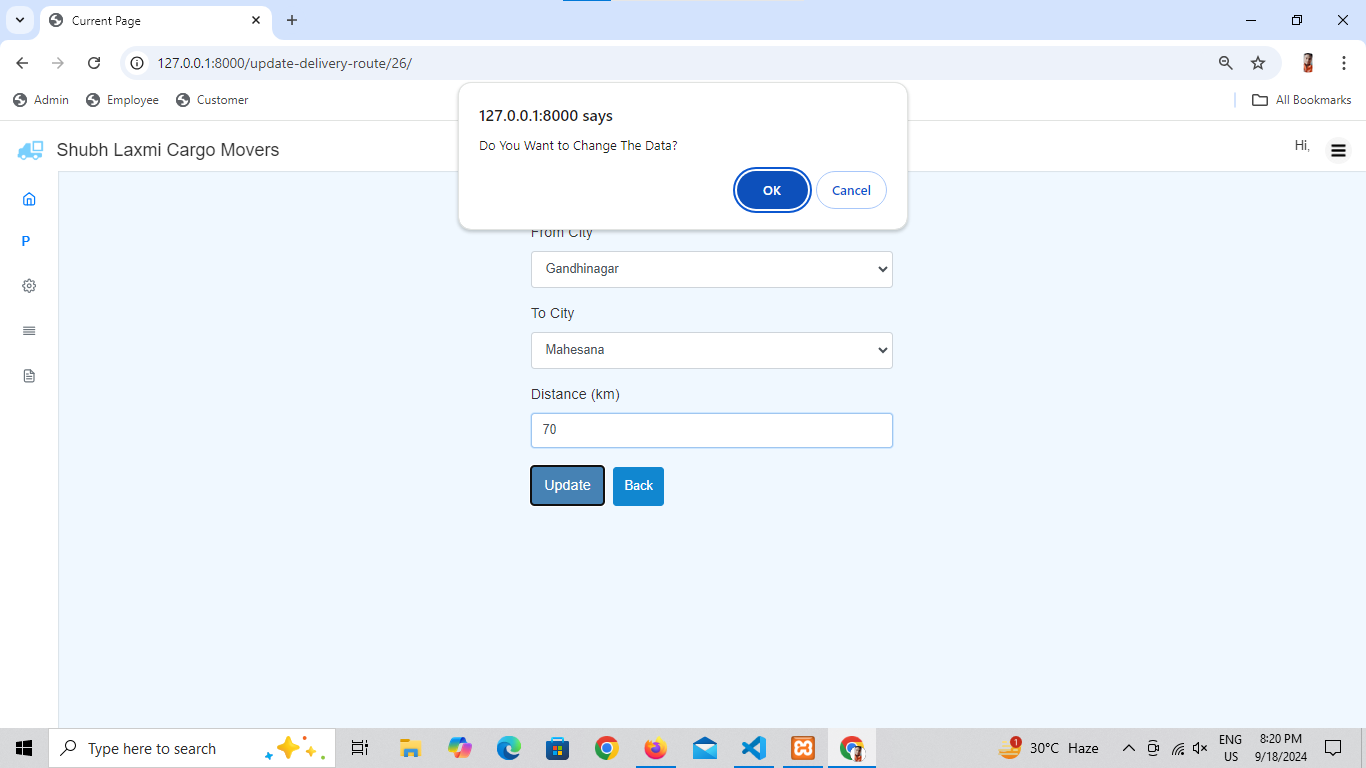 Current Page
127.0.0.1:8000/update-delivery-route/26/
Admin
Employee
Customer
All Bookmarks
127.0.0.1:8000 says
Do You Want to Change The Data?
OK
Cancel
Shubh Laxmi Cargo Movers
Hi,
P
From City
Gandhinagar
To City
Mahesana
Distance (km)
70
Update
Back
Type here to search
1
30°C Haze
ENG
US
8:20 PM
9/18/2024